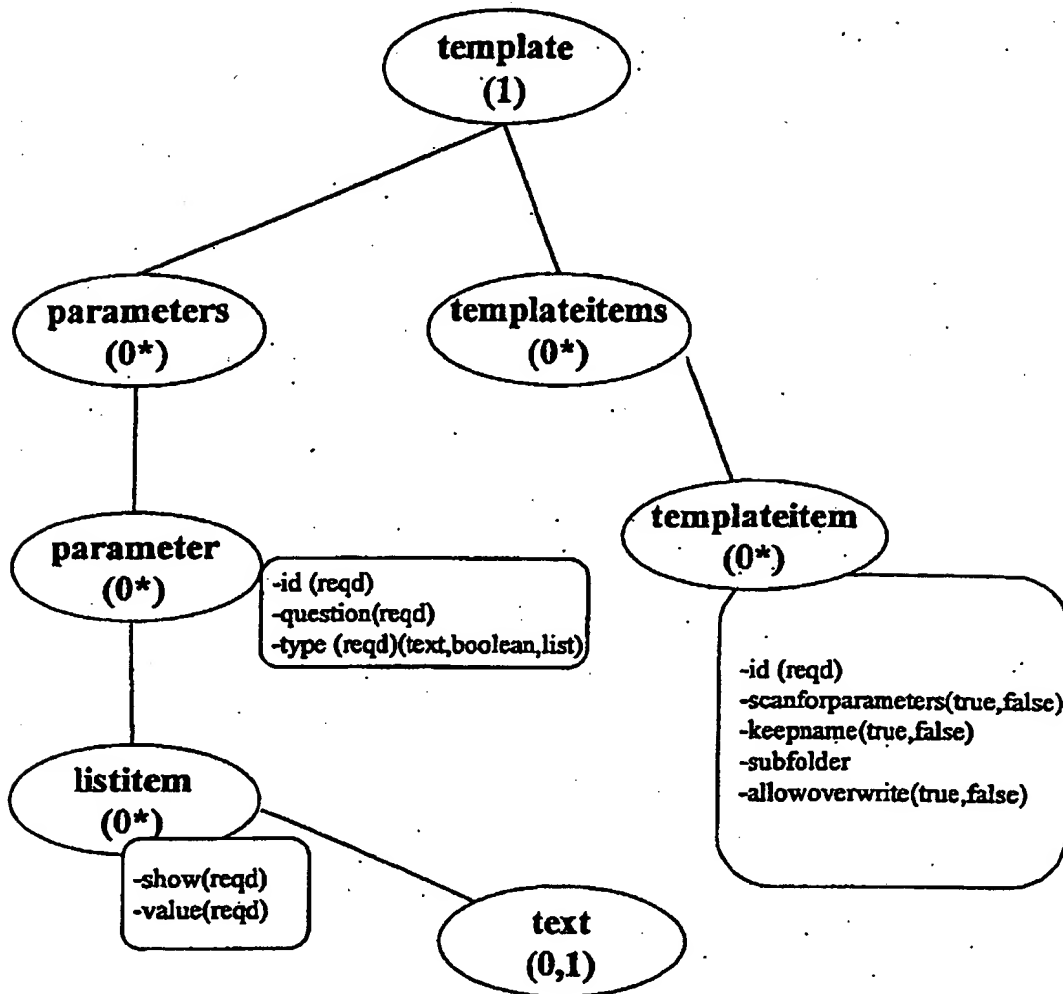 template
(1)
parameters
(0*)
templateitems
(0*)
parameter
(0*)
-id (reqd)
-question(reqd)
-type (reqd)(text,boolean,list)
templateitem
(0*)
-id (reqd)
-scanforparameters(true,false)
-keepname(true,false)
-subfolder
-allowoverwrite(true,false)
listitem
(0*)
-show(reqd)
-value(reqd)
text
(0,1)